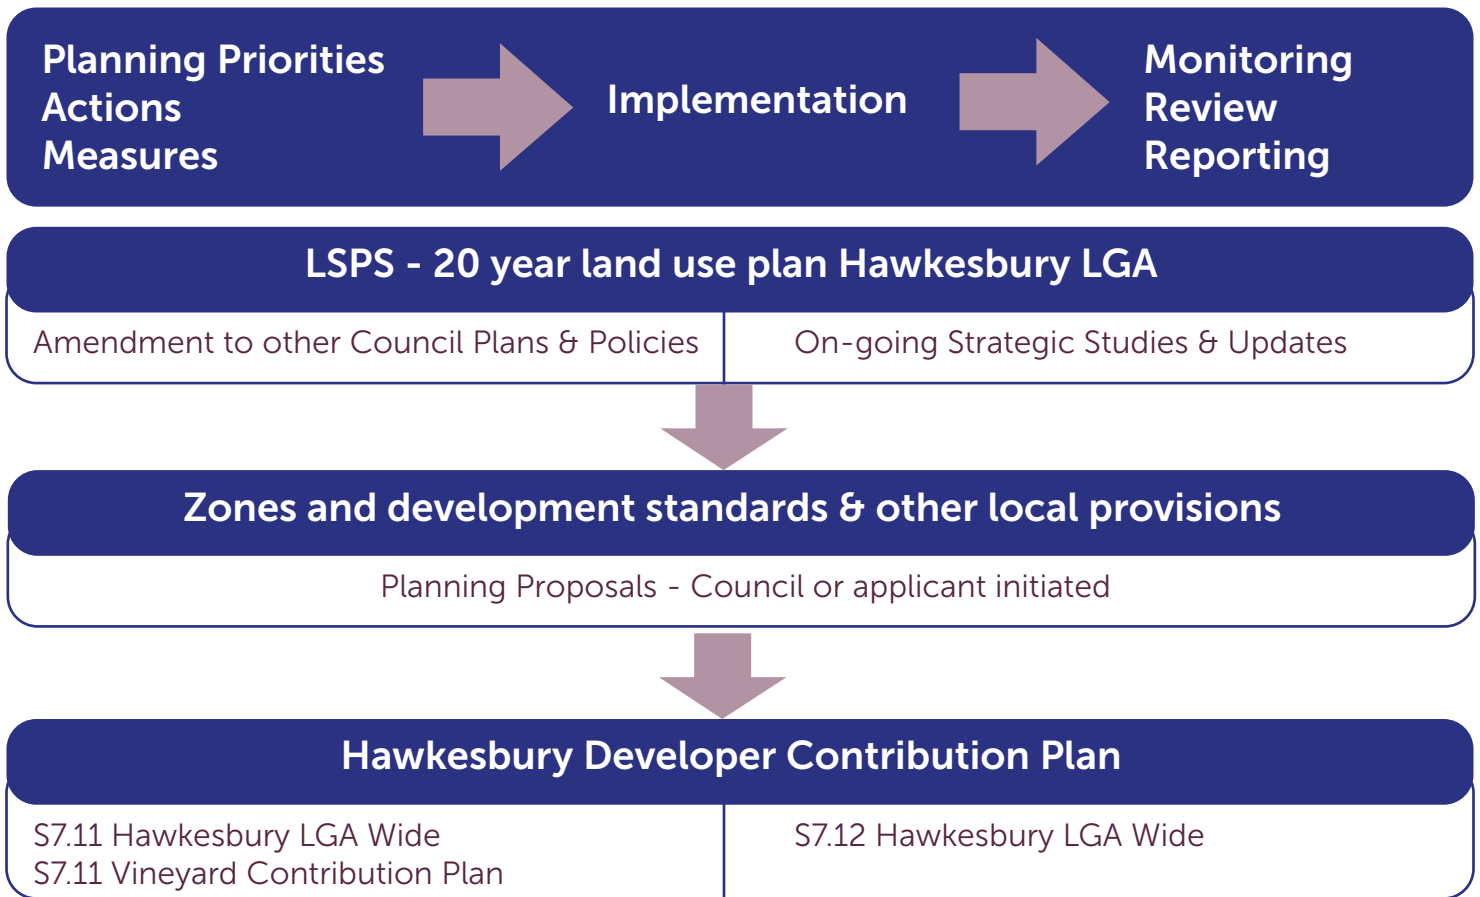 Planning Priorities
Actions
Measures
Implementation
Monitoring
Review
Reporting
LSPS - 20 year land use plan Hawkesbury LGA
Amendment to other Council Plans & Policies
On-going Strategic Studies & Updates
Zones and development standards & other local provisions
Planning Proposals - Council or applicant initiated
Hawkesbury Developer Contribution Plan
S7.11 Hawkesbury LGA Wide
S7.11 Vineyard Contribution Plan
S7.12 Hawkesbury LGA Wide